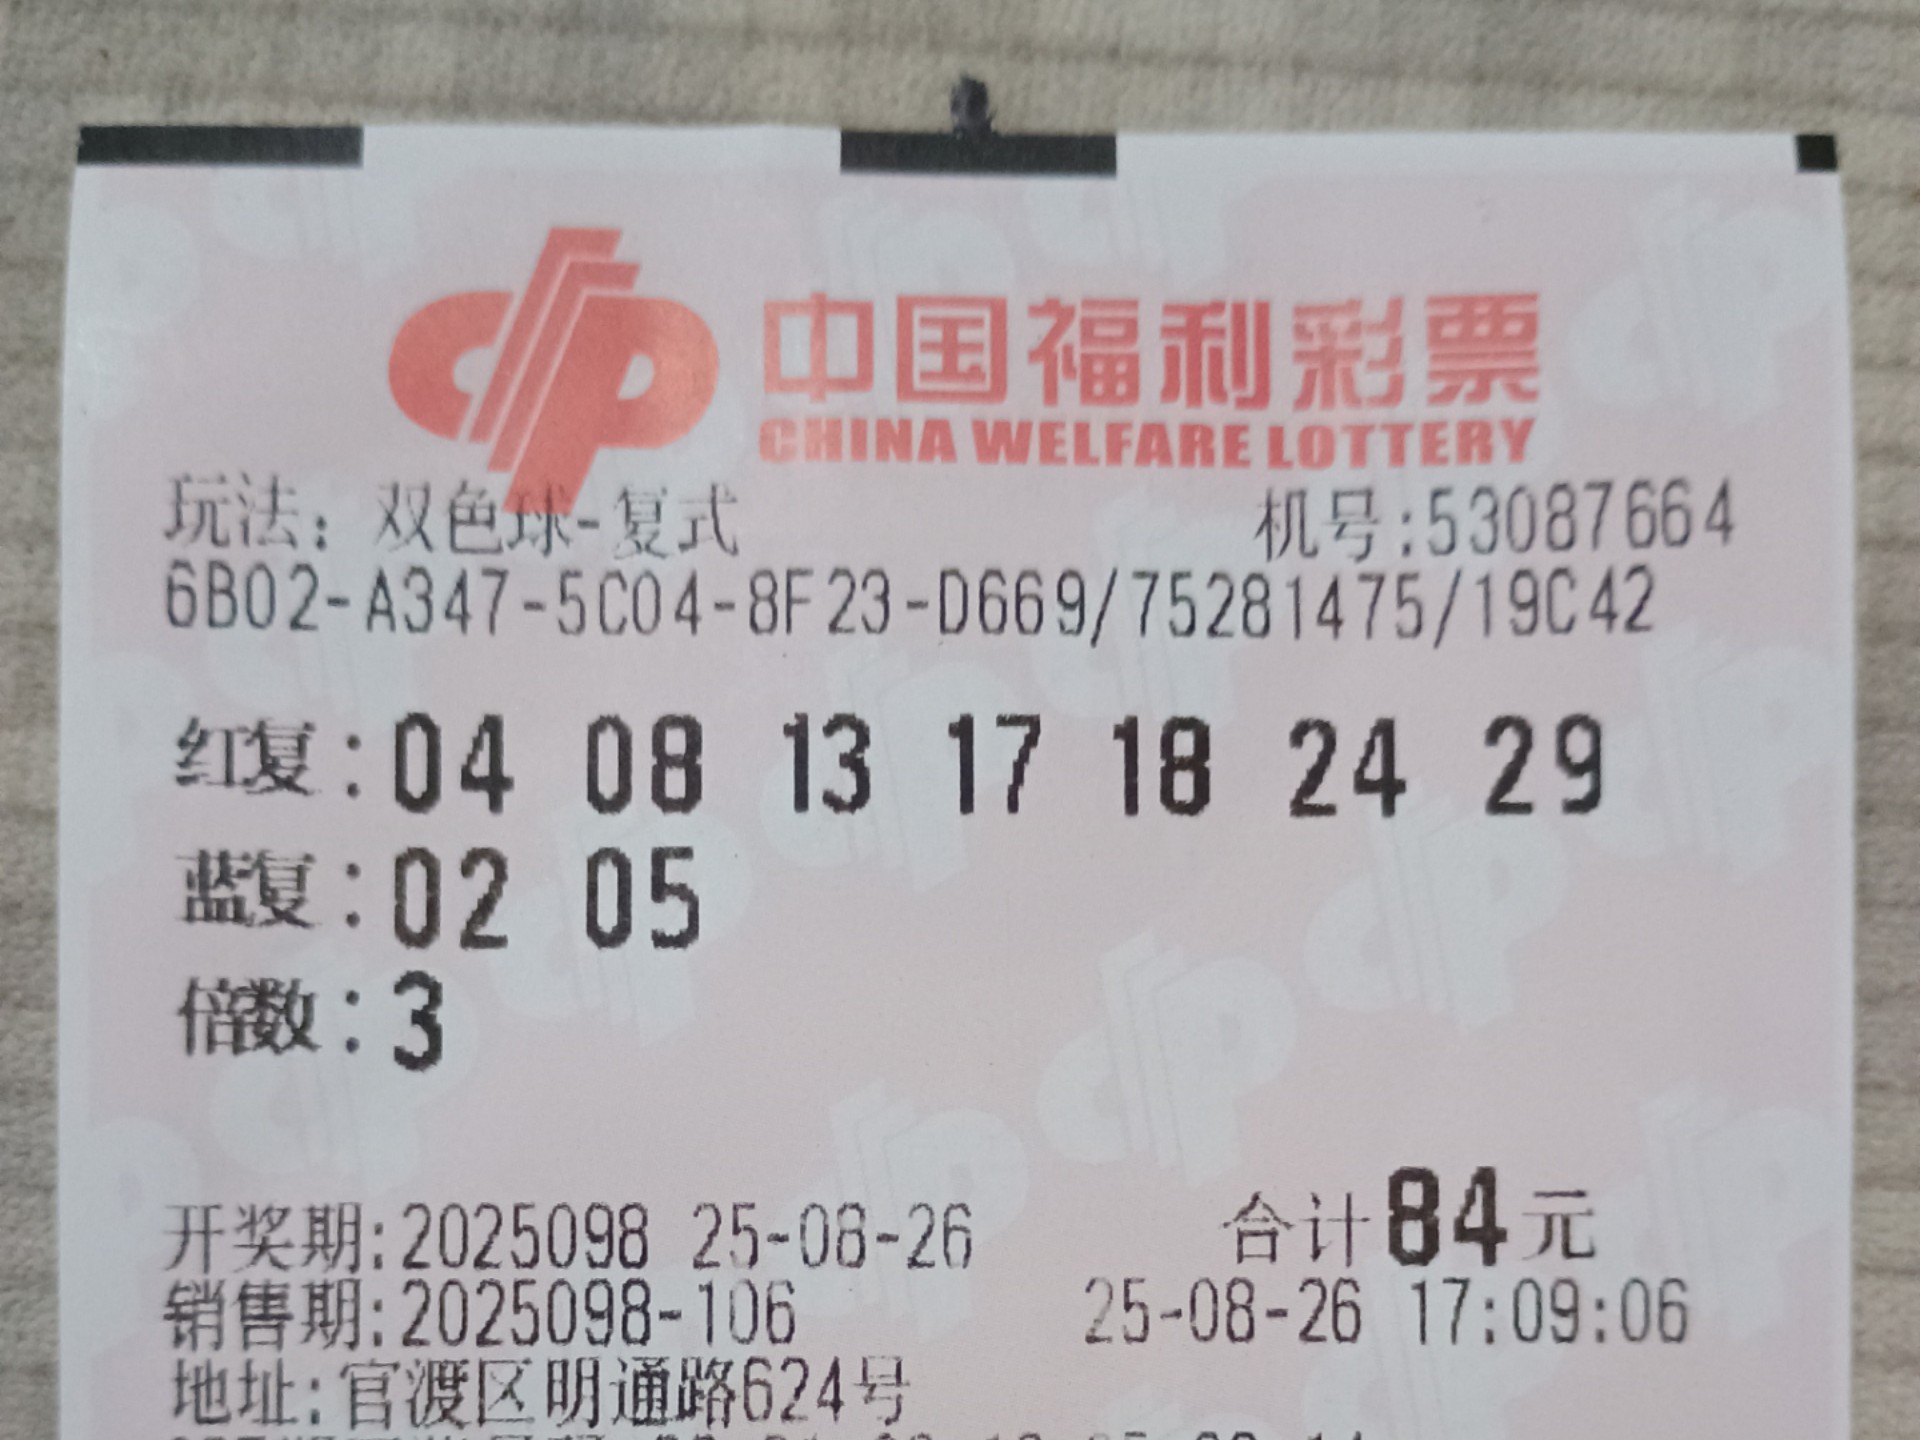 中国福利彩票
CHINA WELFARE LOTTERY
玩法: 双色球-复式 机号:53087664
6B02-A347-5C04-8F23-D669/75281475/19C42
红复:04 08 13 17 18 24 29
蓝复:02 05
倍数:3
开奖期:2025098 25-08-26 合计84元
销售期:2025098-106 25-08-26 17:09:06
地址:官渡区明通路624号